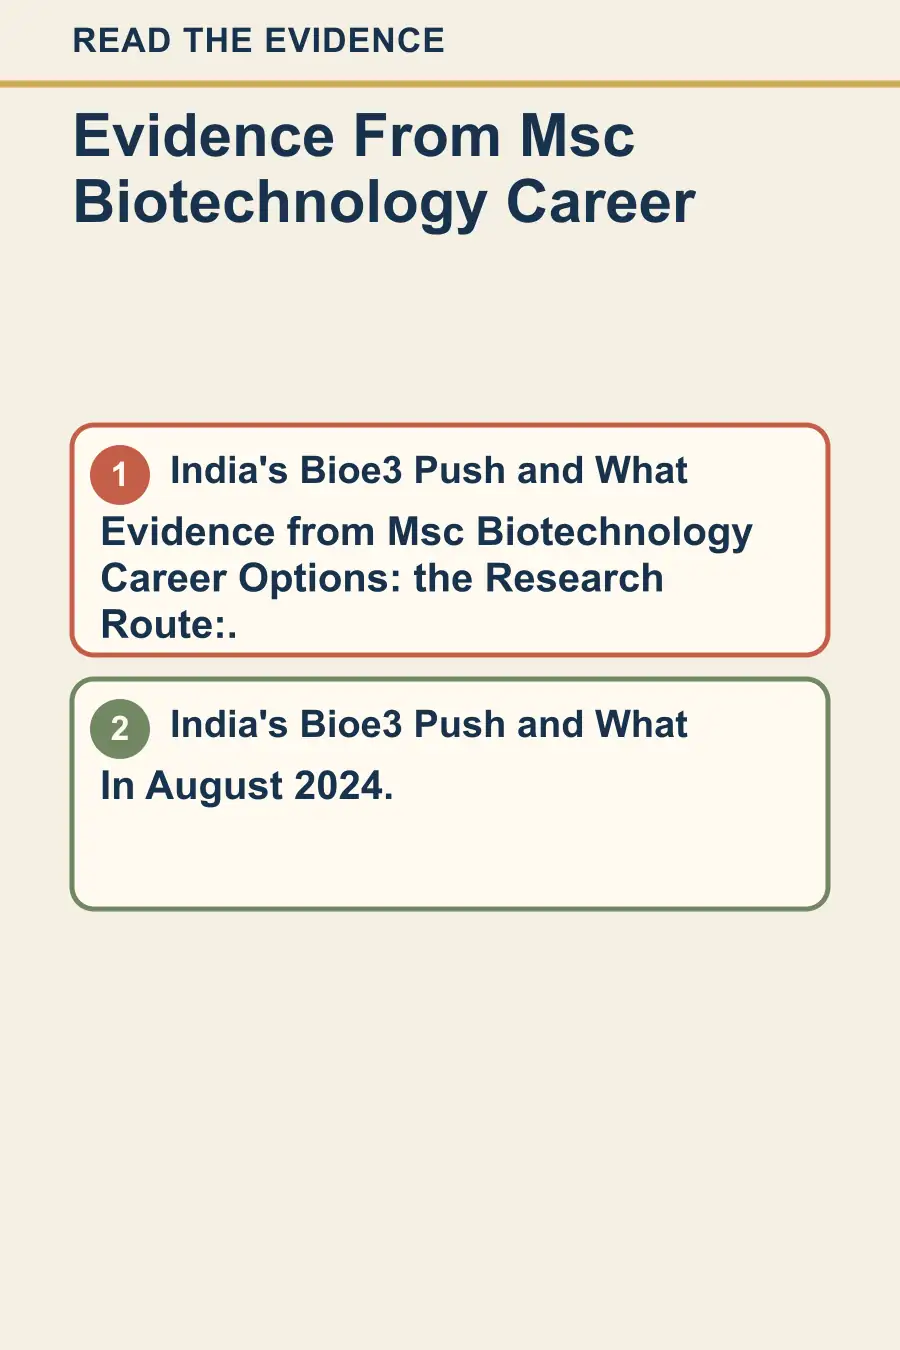 READ THE EVIDENCE
Evidence From Msc
Biotechnology Career
1
India's Bioe3 Push and What
Evidence from Msc Biotechnology
Career Options: the Research
Route:.
2
India's Bioe3 Push and What
In August 2024.